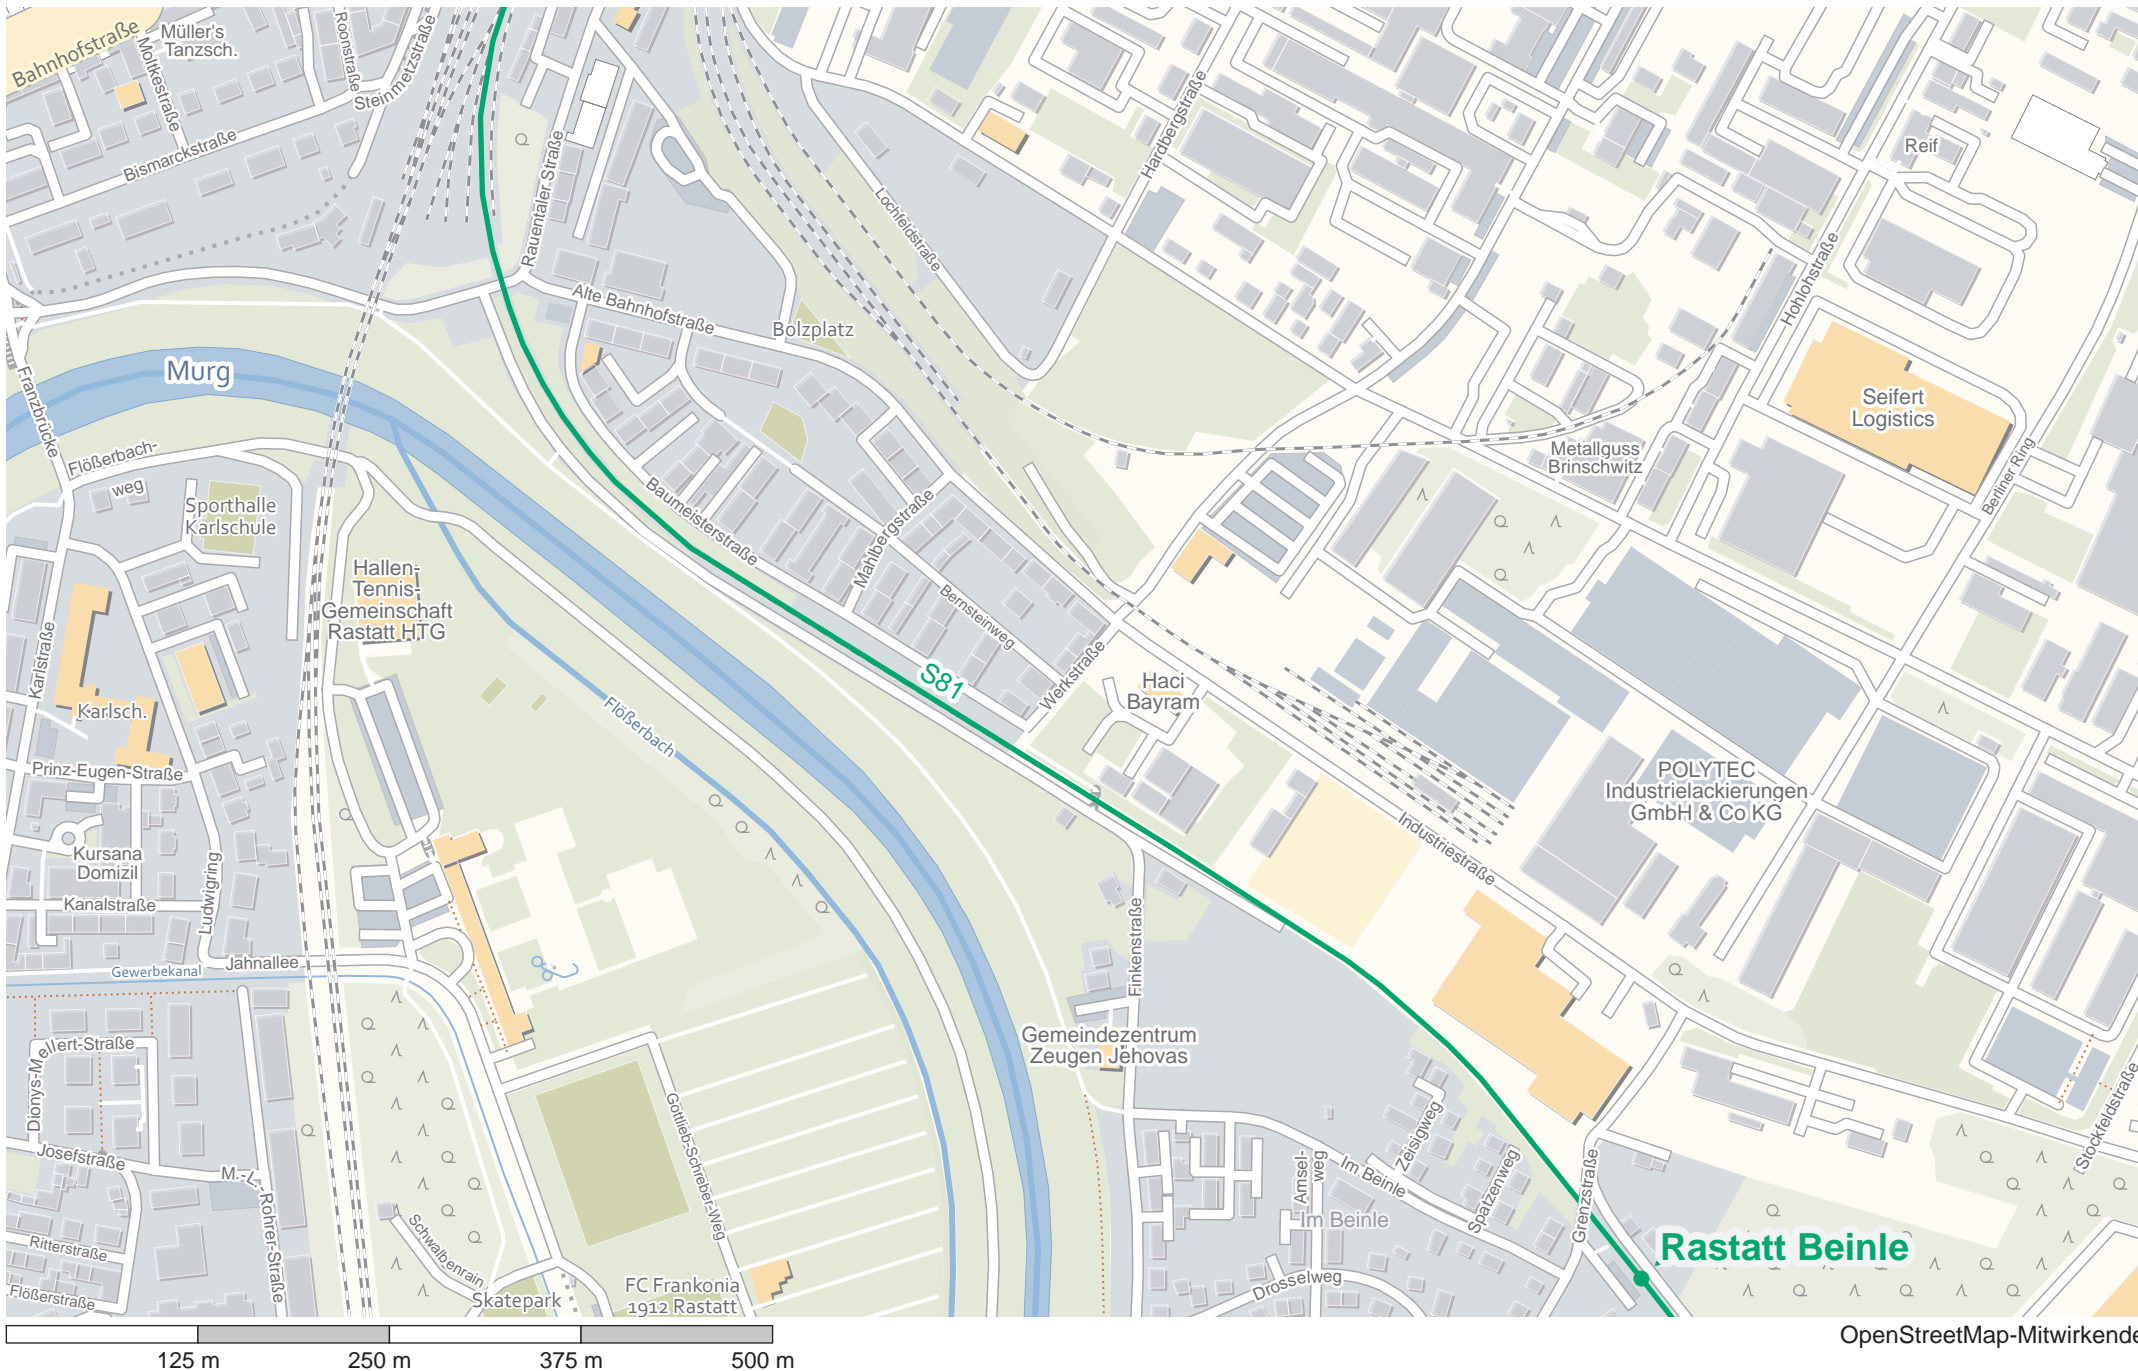 Bahnhofstraße
Müller's
Tanzsch.
Moltkestraße
Roonstraße
Steinmetzstraße
Bismarckstraße
Rauentaler Straße
Hardbergstraße
Lochfeldstraße
Reif
Hohlohstraße
Alte Bahnhofstraße
Bolzplatz
Murg
Franzbrücke
Flößerbach-
weg
Sporthalle
Karlschule
Seifert
Logistics
Metallguss
Brinschwitz
Berliner Ring
Baumeisterstraße
Mahlbergstraße
Bernsteinweg
Werkstraße
Hallen-
Tennis-
Gemeinschaft
Rastatt HTG
Karlstraße
Karlsch.
Prinz-Eugen-Straße
Flößerbach
S81
Haci
Bayram
POLYTEC
Industrielackierungen
GmbH & Co KG
Industriestraße
Kursana
Domizil
Kanalstraße
Ludwigring
Gewerbekanal
Jahnallee
Finkenstraße
Gemeindezentrum
Zeugen Jehovas
Dionys-Mellert-Straße
Josefstraße
M.-L.-Rohrer-Straße
Ritterstraße
Flößerstraße
Schwalbenrain
Skatepark
Gottlieb-Schreber-Weg
FC Frankonia
1912 Rastatt
Zeisigweg
Im Beinle
Amsel-
weg
Im Beinle
Spatzenweg
Drosselweg
Grenzstraße
Stockfeldstraße
Rastatt Beinle
125 m
250 m
375 m
500 m
OpenStreetMap-Mitwirkende